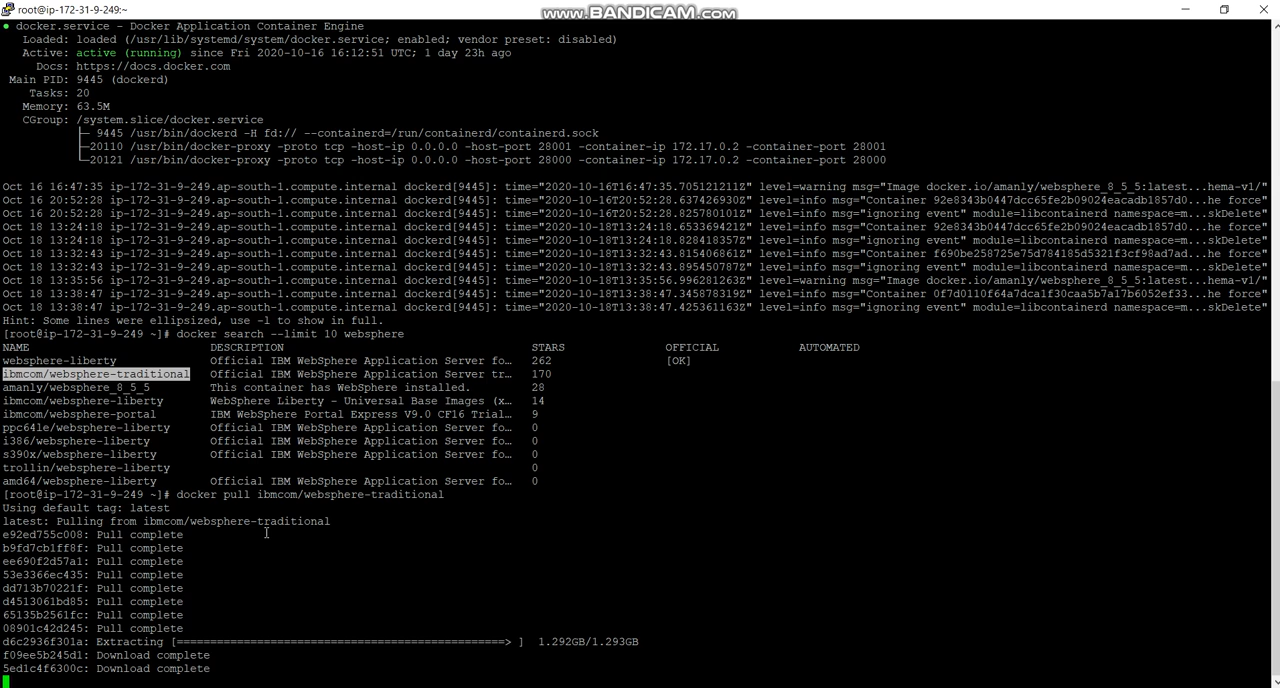 root@ip-172-31-9-249:~
www.BANDICAM.com
● docker.service - Docker Application Container Engine
Loaded: loaded (/usr/lib/systemd/system/docker.service; enabled; vendor preset: disabled)
Active: active (running) since Fri 2020-10-16 16:12:51 UTC; 1 day 23h ago
Docs: https://docs.docker.com
Main PID: 9445 (dockerd)
Tasks: 20
Memory: 63.5M
CGroup: /system.slice/docker.service
├─ 9445 /usr/bin/dockerd -H fd:// --containerd=/run/containerd/containerd.sock
├─20110 /usr/bin/docker-proxy -proto tcp -host-ip 0.0.0.0 -host-port 28001 -container-ip 172.17.0.2 -container-port 28001
└─20121 /usr/bin/docker-proxy -proto tcp -host-ip 0.0.0.0 -host-port 28000 -container-ip 172.17.0.2 -container-port 28000
Oct 16 16:47:35 ip-172-31-9-249.ap-south-1.compute.internal dockerd[9445]: time="2020-10-16T16:47:35.705121211Z" level=warning msg="Image docker.io/amanly/websphere_8_5_5:latest...hema-v1/"
Oct 16 20:52:28 ip-172-31-9-249.ap-south-1.compute.internal dockerd[9445]: time="2020-10-16T20:52:28.637426930Z" level=info msg="Container 92e8343b0447dcc65fe2b09024eacadb1857d0...he force"
Oct 16 20:52:28 ip-172-31-9-249.ap-south-1.compute.internal dockerd[9445]: time="2020-10-16T20:52:28.825780101Z" level=info msg="ignoring event" module=libcontainerd namespace=m...skDelete"
Oct 18 13:24:18 ip-172-31-9-249.ap-south-1.compute.internal dockerd[9445]: time="2020-10-18T13:24:18.653369421Z" level=info msg="Container 92e8343b0447dcc65fe2b09024eacadb1857d0...he force"
Oct 18 13:24:18 ip-172-31-9-249.ap-south-1.compute.internal dockerd[9445]: time="2020-10-18T13:24:18.828418357Z" level=info msg="ignoring event" module=libcontainerd namespace=m...skDelete"
Oct 18 13:32:43 ip-172-31-9-249.ap-south-1.compute.internal dockerd[9445]: time="2020-10-18T13:32:43.815406861Z" level=info msg="Container f690be258725e75d784185d5321f3cf98ad7ad...he force"
Oct 18 13:32:43 ip-172-31-9-249.ap-south-1.compute.internal dockerd[9445]: time="2020-10-18T13:32:43.895450787Z" level=info msg="ignoring event" module=libcontainerd namespace=m...skDelete"
Oct 18 13:35:56 ip-172-31-9-249.ap-south-1.compute.internal dockerd[9445]: time="2020-10-18T13:35:56.996281263Z" level=warning msg="Image docker.io/amanly/websphere_8_5_5:latest...hema-v1/"
Oct 18 13:38:47 ip-172-31-9-249.ap-south-1.compute.internal dockerd[9445]: time="2020-10-18T13:38:47.345878319Z" level=info msg="Container 0f7d0110f64a7dca1f30caa5b7a17b6052ef33...he force"
Oct 18 13:38:47 ip-172-31-9-249.ap-south-1.compute.internal dockerd[9445]: time="2020-10-18T13:38:47.425361163Z" level=info msg="ignoring event" module=libcontainerd namespace=m...skDelete"
Hint: Some lines were ellipsized, use -l to show in full.
[root@ip-172-31-9-249 ~]# docker search --limit 10 websphere
NAME DESCRIPTION STARS OFFICIAL AUTOMATED
websphere-liberty Official IBM WebSphere Application Server fo… 262 [OK]
ibmcom/websphere-traditional Official IBM WebSphere Application Server tr… 170
amanly/websphere_8_5_5 This container has WebSphere installed. 28
ibmcom/websphere-liberty WebSphere Liberty - Universal Base Images (x… 14
ibmcom/websphere-portal IBM WebSphere Portal Express V9.0 CF16 Trial… 9
ppc64le/websphere-liberty Official IBM WebSphere Application Server fo… 0
i386/websphere-liberty Official IBM WebSphere Application Server fo… 0
s390x/websphere-liberty Official IBM WebSphere Application Server fo… 0
trollin/websphere-liberty 0
amd64/websphere-liberty Official IBM WebSphere Application Server fo… 0
[root@ip-172-31-9-249 ~]# docker pull ibmcom/websphere-traditional
Using default tag: latest
latest: Pulling from ibmcom/websphere-traditional
e92ed755c008: Pull complete
b9fd7cb1ff8f: Pull complete
ee690f2d57a1: Pull complete
53e3366ec435: Pull complete
dd713b70221f: Pull complete
d4513061bd85: Pull complete
65135b2561fc: Pull complete
08901c42d245: Pull complete
d6c2936f301a: Extracting [==================================================> ] 1.292GB/1.293GB
f09ee5b245d1: Download complete
5ed1c4f6300c: Download complete